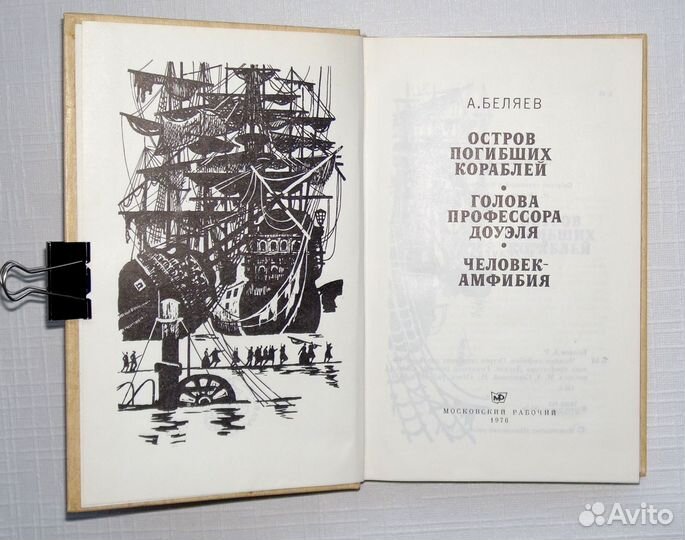 А.БЕЛЯЕВ
ОСТРОВ
ПОГИБШИХ
КОРАБЛЕЙ
•
ГОЛОВА
ПРОФЕССОРА
ДОУЭЛЯ
•
ЧЕЛОВЕК-
АМФИБИЯ
МР
МОСКОВСКИЙ РАБОЧИЙ
1976
Avito